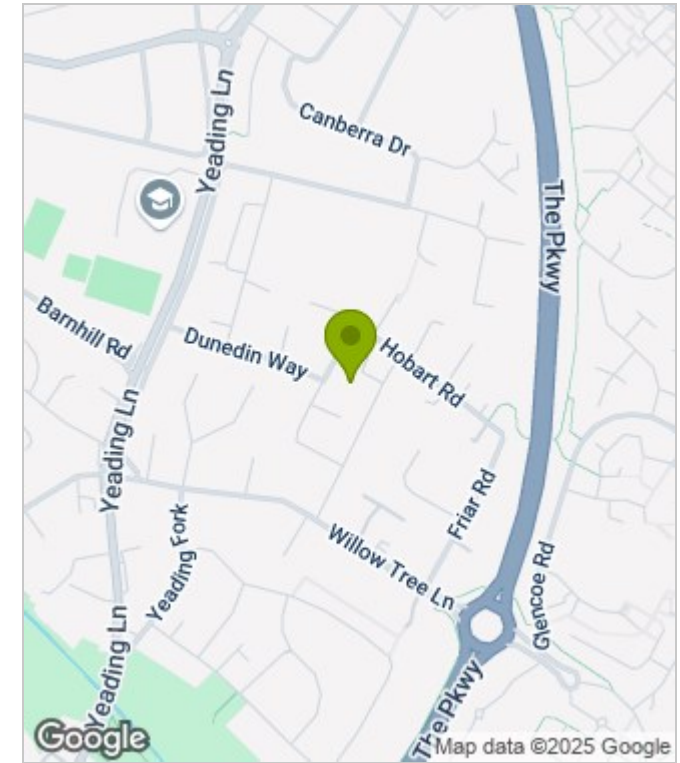 Canberra Dr
Yeading Ln
The Pkwy
Barnhill Rd
Dunedin Way
Hobart Rd
Yeading Ln
Friar Rd
Yeading Fork
Willow Tree Ln
Glencoe Rd
Yeading Ln
The Pkwy
Google
Map data ©2025 Google